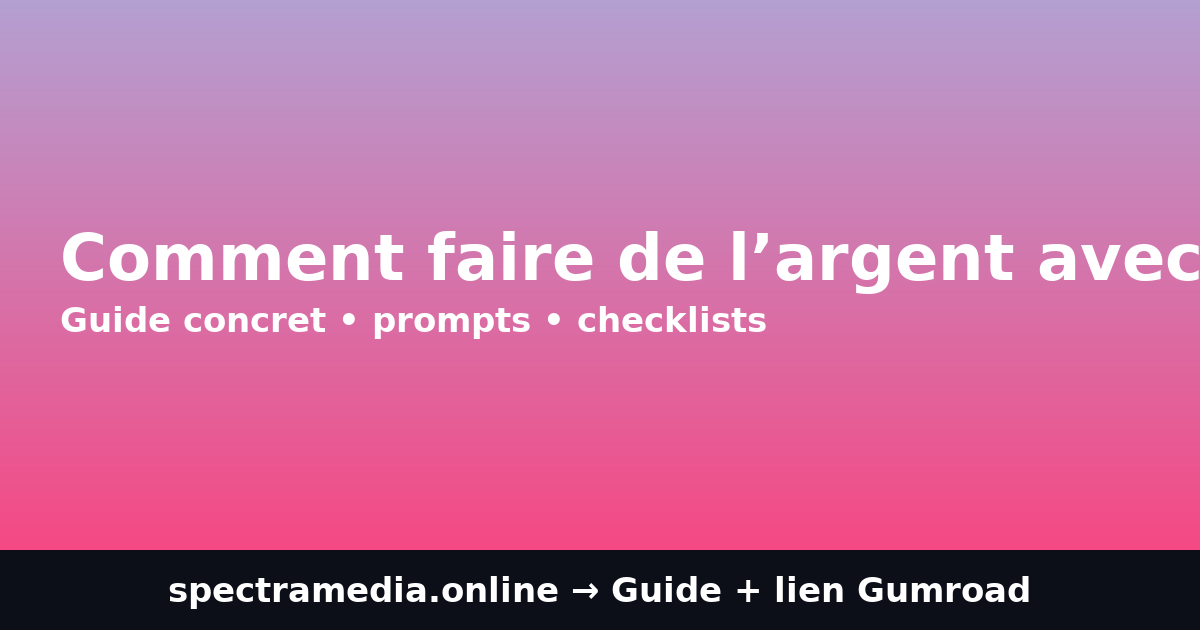 Comment faire de l’argent avec
Guide concret • prompts • checklists
spectramedia.online → Guide + lien Gumroad